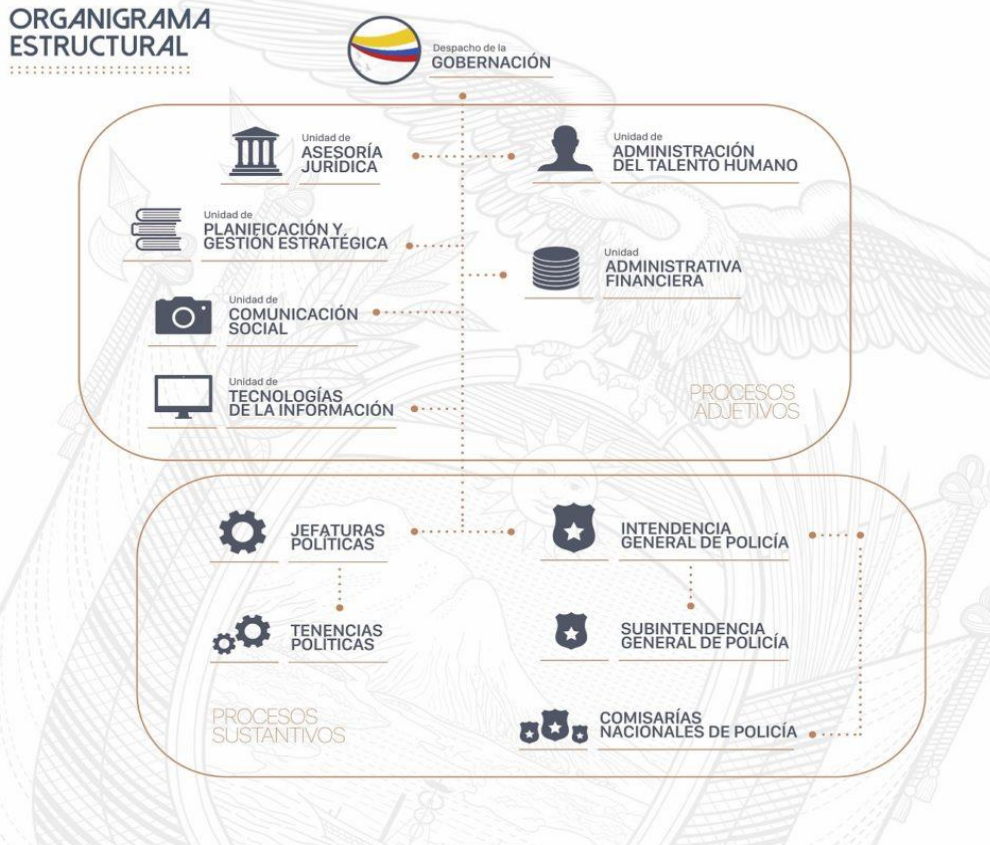 ORGANIGRAMA
ESTRUCTURAL
Despacho de la
GOBERNACIÓN
Unidad de
ASESORÍA
JURÍDICA
Unidad de
ADMINISTRACIÓN
DEL TALENTO HUMANO
Unidad de
PLANIFICACIÓN Y
GESTIÓN ESTRATÉGICA
Unidad
ADMINISTRATIVA
FINANCIERA
Unidad de
COMUNICACIÓN
SOCIAL
Unidad de
TECNOLOGÍAS
DE LA INFORMACIÓN
PROCESOS
ADJETIVOS
JEFATURAS
POLÍTICAS
INTENDENCIA
GENERAL DE POLICÍA
TENENCIAS
POLÍTICAS
SUBINTENDENCIA
GENERAL DE POLICÍA
PROCESOS
SUSTANTIVOS
COMISARÍAS
NACIONALES DE POLICÍA